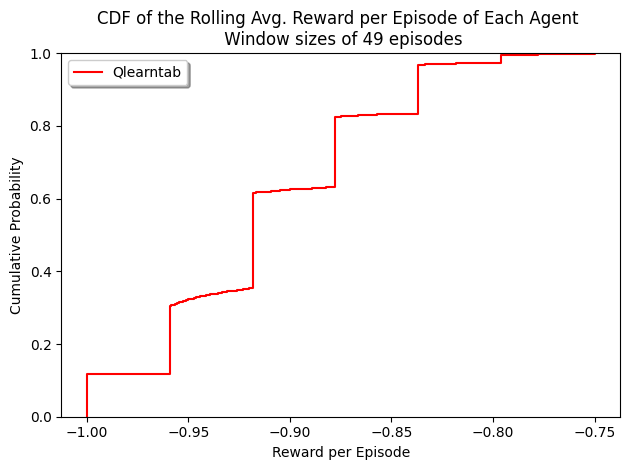 CDF of the Rolling Avg. Reward per Episode of Each Agent
Window sizes of 49 episodes
Qlearntab
Cumulative Probability
1.0
0.8
0.6
0.4
0.2
0.0
−1.00
−0.95
−0.90
−0.85
−0.80
−0.75
Reward per Episode